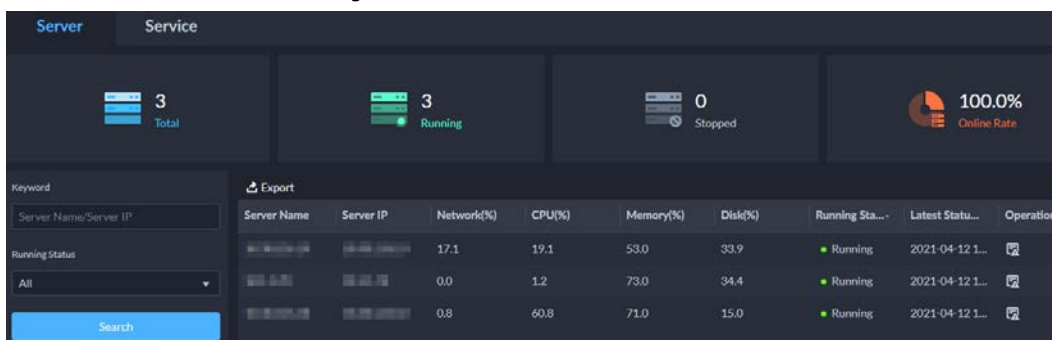 Server Service
3
Total
3
Running
0
Stopped
100.0%
Online Rate
Keyword
Server Name/Server IP
Running Status
All
Search
Export
Server Name Server IP Network(%) CPU(%) Memory(%) Disk(%) Running Sta... Latest Statu... Operation
17.1 19.1 53.0 33.9 Running 2021-04-12 1...
0.0 1.2 73.0 34.4 Running 2021-04-12 1...
0.8 60.8 71.0 15.0 Running 2021-04-12 1...